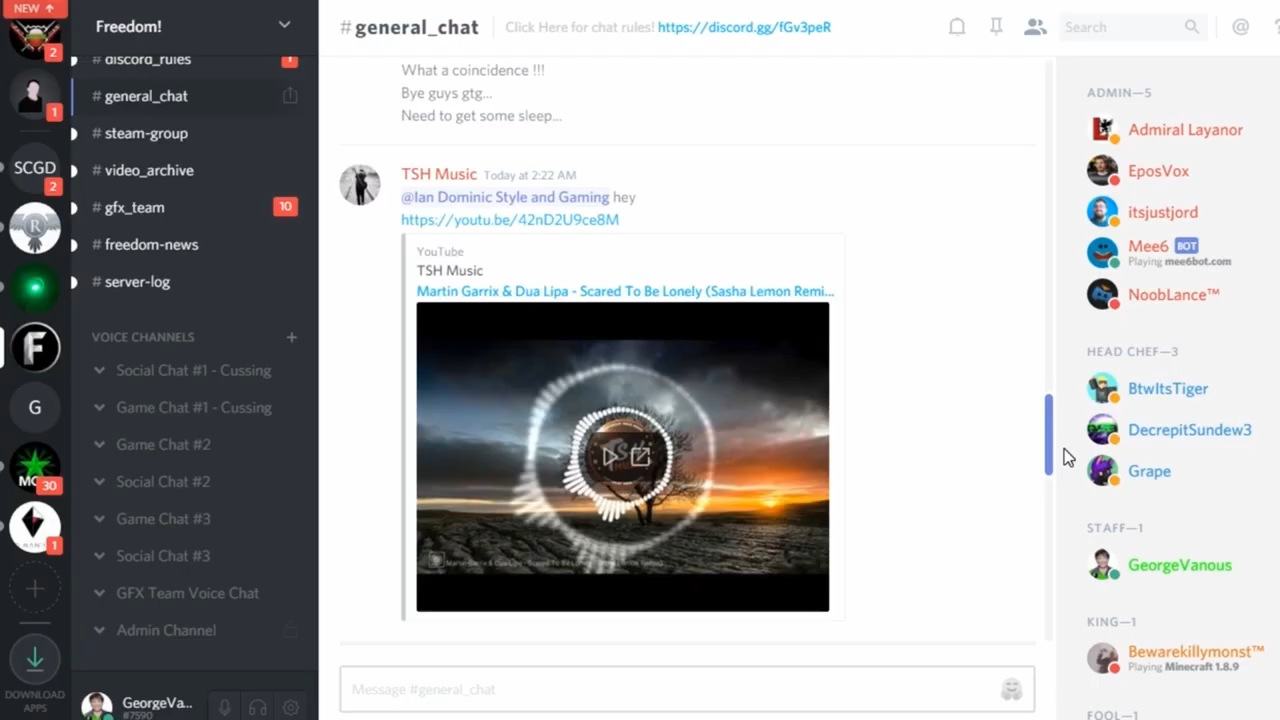 NEW
2
1
SCGD
2
G
MC
30
1
DOWNLOAD
APPS
Freedom!
# discord_rules
1
# general_chat
# steam-group
# video_archive
# gfx_team
10
# freedom-news
# server-log
VOICE CHANNELS
Social Chat #1 - Cussing
Game Chat #1 - Cussing
Game Chat #2
Social Chat #2
Game Chat #3
Social Chat #3
GFX Team Voice Chat
Admin Channel
GeorgeVa...
#7590
#general_chat
Click Here for chat rules! https://discord.gg/fGv3peR
Search
What a coincidence !!!
Bye guys gtg...
Need to get some sleep...
TSH Music Today at 2:22 AM
@Ian Dominic Style and Gaming hey
https://youtu.be/42nD2U9ce8M
YouTube
TSH Music
Martin Garrix & Dua Lipa - Scared To Be Lonely (Sasha Lemon Remi...
Message #general_chat
ADMIN—5
Admiral Layanor
EposVox
itsjustjord
Mee6 BOT
Playing mee6bot.com
NoobLance™
HEAD CHEF—3
BtwItsTiger
DecrepitSundew3
Grape
STAFF—1
GeorgeVanous
KING—1
Bewarekillymonst™
Playing Minecraft 1.8.9
FOOL—1